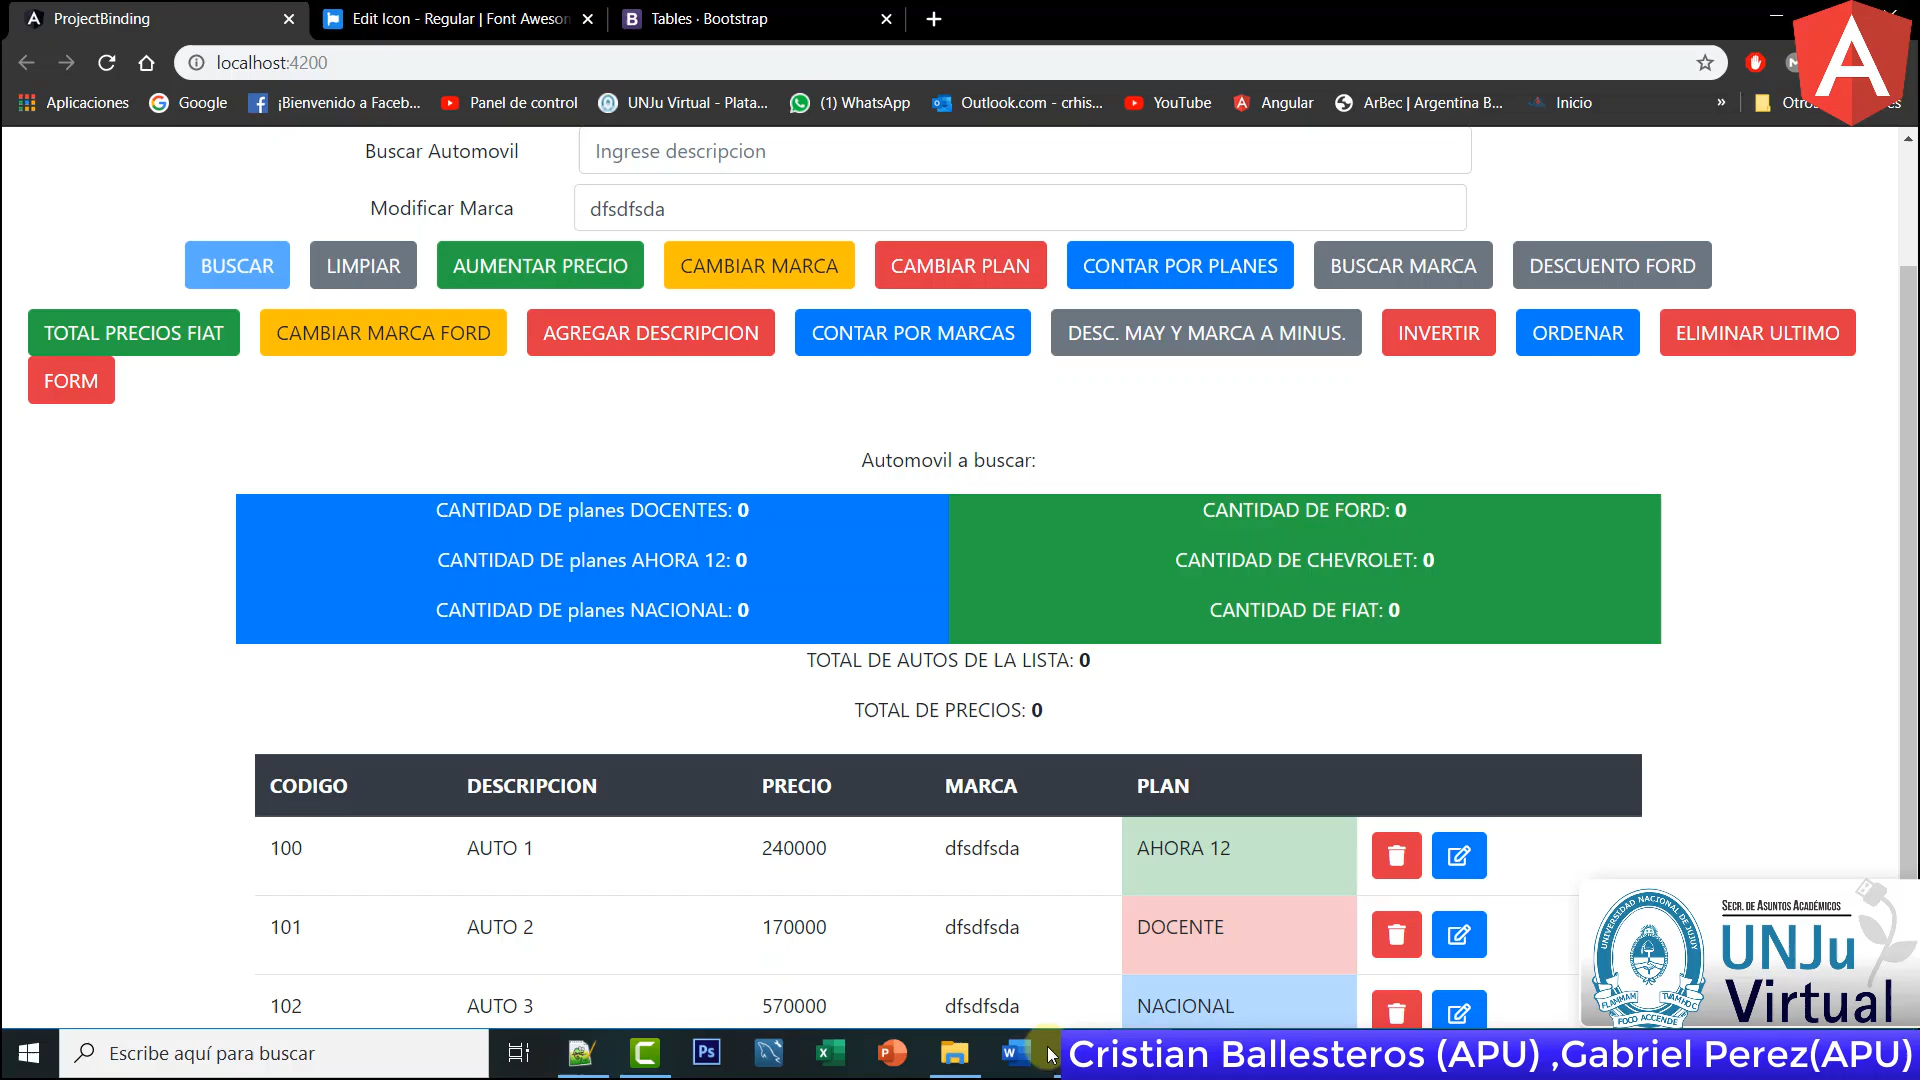 ProjectBinding
Edit Icon - Regular | Font Aweson
Tables · Bootstrap
localhost:4200
Aplicaciones
Google
¡Bienvenido a Faceb...
Panel de control
UNJu Virtual - Plata...
(1) WhatsApp
Outlook.com - crhis...
YouTube
Angular
ArBec | Argentina B...
Inicio
»
Buscar Automovil
Ingrese descripcion
Modificar Marca
dfsdfsda
BUSCAR
LIMPIAR
AUMENTAR PRECIO
CAMBIAR MARCA
CAMBIAR PLAN
CONTAR POR PLANES
BUSCAR MARCA
DESCUENTO FORD
TOTAL PRECIOS FIAT
CAMBIAR MARCA FORD
AGREGAR DESCRIPCION
CONTAR POR MARCAS
DESC. MAY Y MARCA A MINUS.
INVERTIR
ORDENAR
ELIMINAR ULTIMO
FORM
Automovil a buscar:
CANTIDAD DE planes DOCENTES: 0
CANTIDAD DE FORD: 0
CANTIDAD DE planes AHORA 12: 0
CANTIDAD DE CHEVROLET: 0
CANTIDAD DE planes NACIONAL: 0
CANTIDAD DE FIAT: 0
TOTAL DE AUTOS DE LA LISTA: 0
TOTAL DE PRECIOS: 0
CODIGO DESCRIPCION PRECIO MARCA PLAN
100 AUTO 1 240000 dfsdfsda AHORA 12
101 AUTO 2 170000 dfsdfsda DOCENTE
102 AUTO 3 570000 dfsdfsda NACIONAL
UNIVERSIDAD NACIONAL DE JUJUY
FOCO ACCENDE
SECR. DE ASUNTOS ACADÉMICOS
UNJu
Virtual
Escribe aquí para buscar
Ps
Cristian Ballesteros (APU) ,Gabriel Perez(APU)